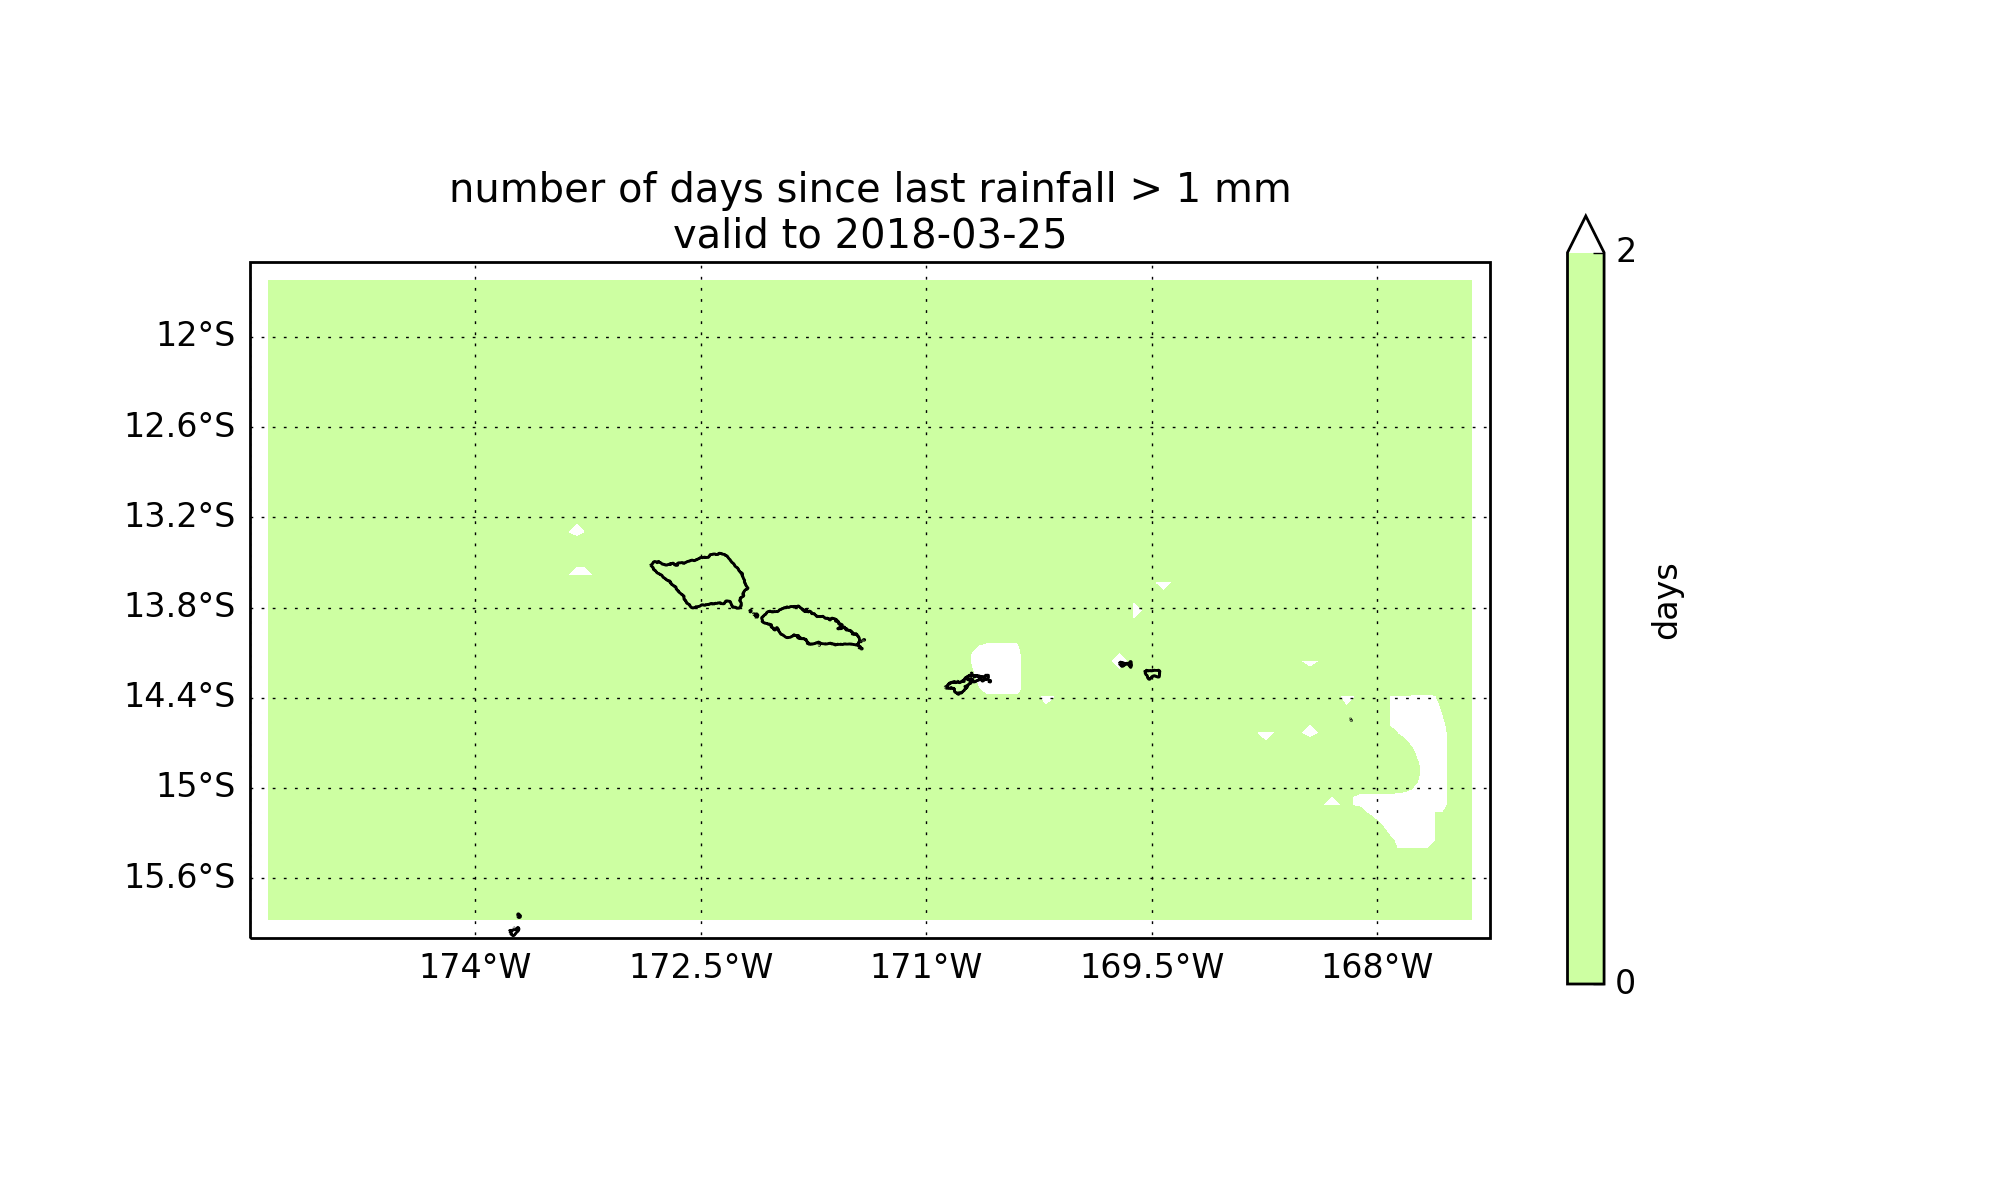 number of days since last rainfall > 1 mm
valid to 2018-03-25
2
12°S
12.6°S
13.2°S
13.8°S
14.4°S
15°S
15.6°S
days
174°W 172.5°W 171°W 169.5°W 168°W
0